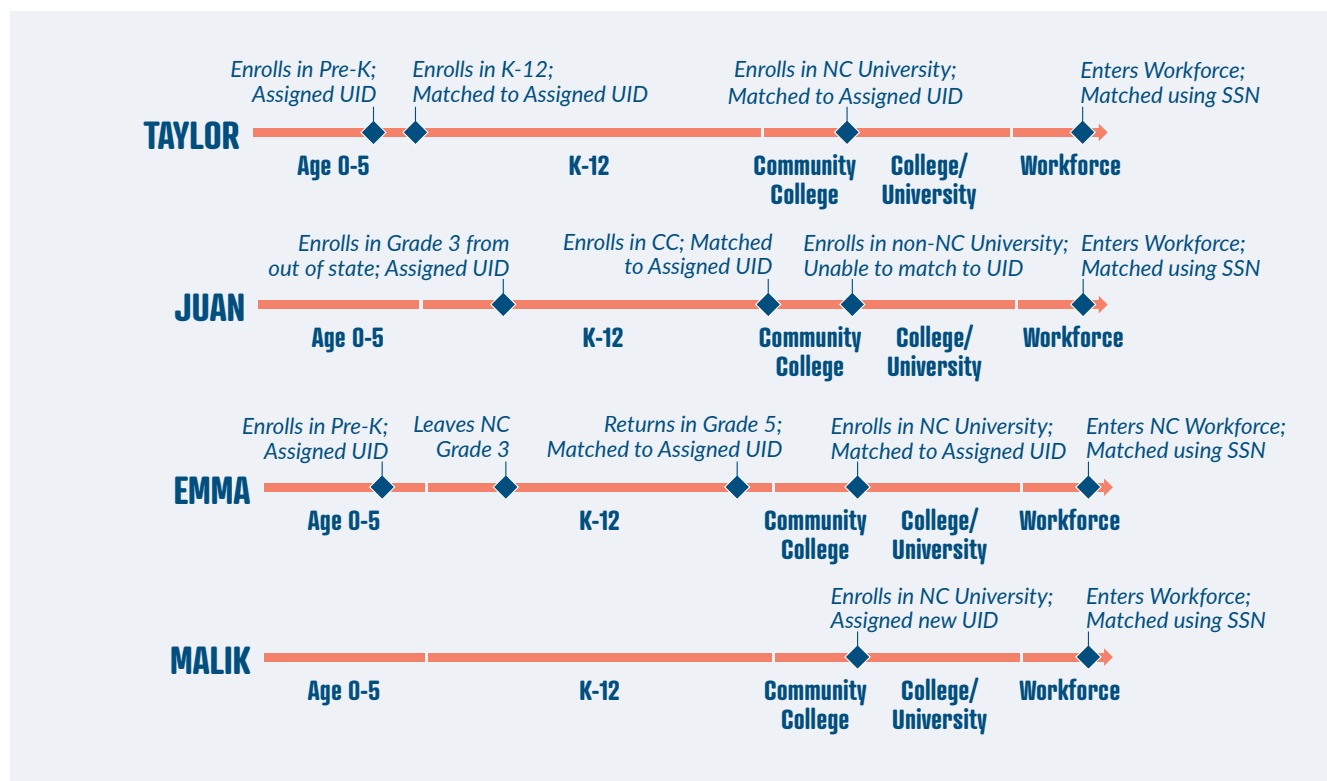 Enrolls in Pre-K;
Assigned UID
Enrolls in K-12;
Matched to Assigned UID
Enrolls in NC University;
Matched to Assigned UID
Enters Workforce;
Matched using SSN
TAYLOR
Age 0-5
K-12
Community
College
College/
University
Workforce
Enrolls in Grade 3 from
out of state; Assigned UID
Enrolls in CC; Matched
to Assigned UID
Enrolls in non-NC University;
Unable to match to UID
Enters Workforce;
Matched using SSN
JUAN
Age 0-5
K-12
Community
College
College/
University
Workforce
Enrolls in Pre-K;
Assigned UID
Leaves NC
Grade 3
Returns in Grade 5;
Matched to Assigned UID
Enrolls in NC University;
Matched to Assigned UID
Enters NC Workforce;
Matched using SSN
EMMA
Age 0-5
K-12
Community
College
College/
University
Workforce
Enrolls in NC University;
Assigned new UID
Enters Workforce;
Matched using SSN
MALIK
Age 0-5
K-12
Community
College
College/
University
Workforce